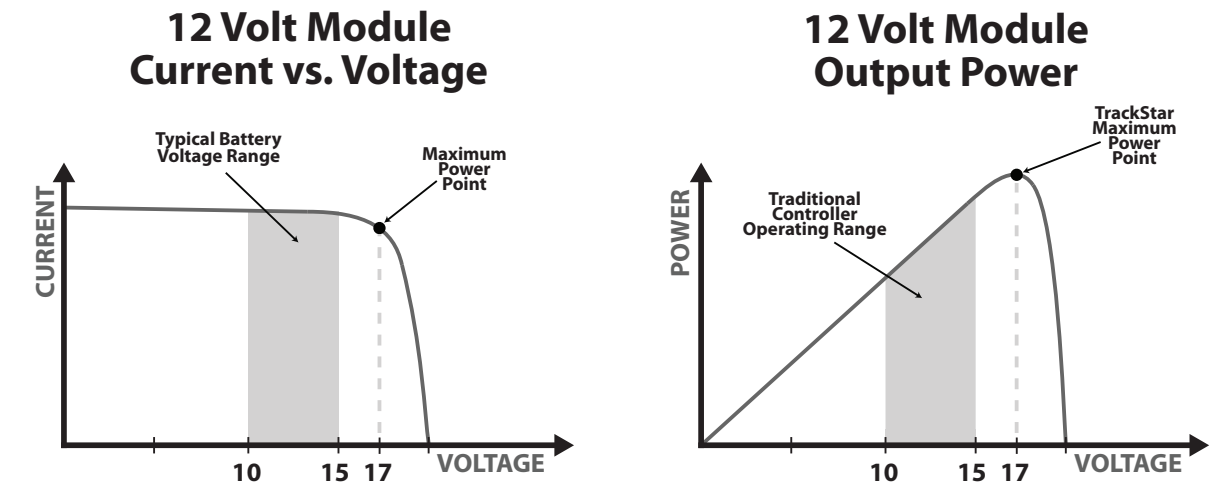 12 Volt Module
Current vs. Voltage
Typical Battery
Voltage Range
Maximum
Power
Point
CURRENT
10
15
17
VOLTAGE
12 Volt Module
Output Power
TrackStar
Maximum
Power
Point
Traditional
Controller
Operating Range
POWER
10
15
17
VOLTAGE